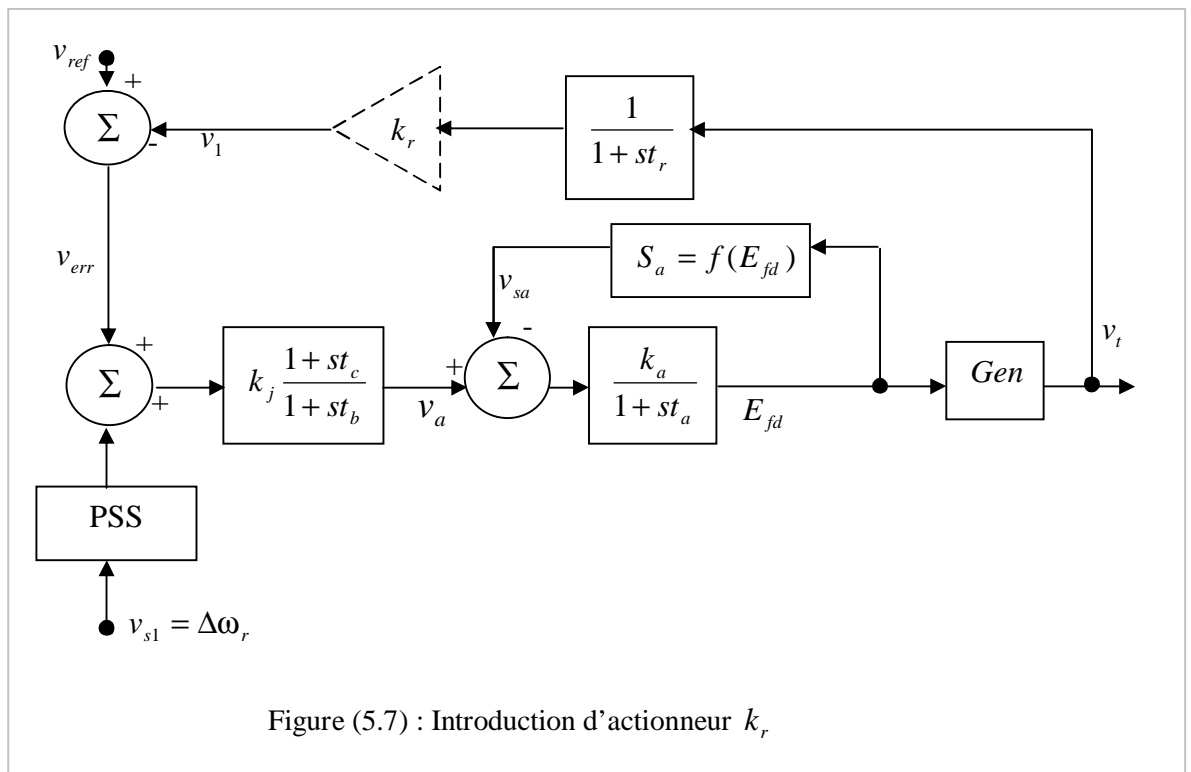 v_ref
+
Σ
-
v_1
k_r
1
1 + st_r
v_err
S_a = f(E_fd)
v_sa
-
+
Σ
+
k_j (1 + st_c)/(1 + st_b)
v_a
+
Σ
k_a
1 + st_a
E_fd
Gen
v_t
PSS
v_s1 = Δω_r
Figure (5.7) : Introduction d’actionneur k_r